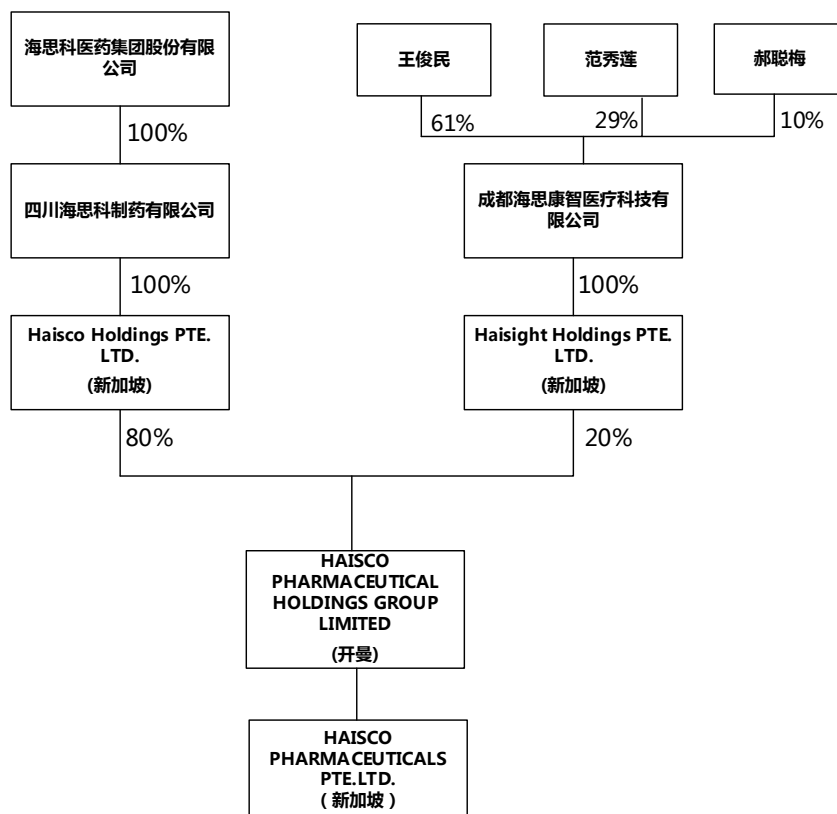 海思科医药集团股份有限
公司
王俊民
范秀莲
郝聪梅
100%
61%
29%
10%
四川海思科制药有限公司
成都海思康智医疗科技有
限公司
100%
100%
Haisco Holdings PTE.
LTD.
(新加坡)
Haisight Holdings PTE.
LTD.
(新加坡)
80%
20%
HAISCO
PHARMACEUTICAL
HOLDINGS GROUP
LIMITED
(开曼)
HAISCO
PHARMACEUTICALS
PTE.LTD.
(新加坡)